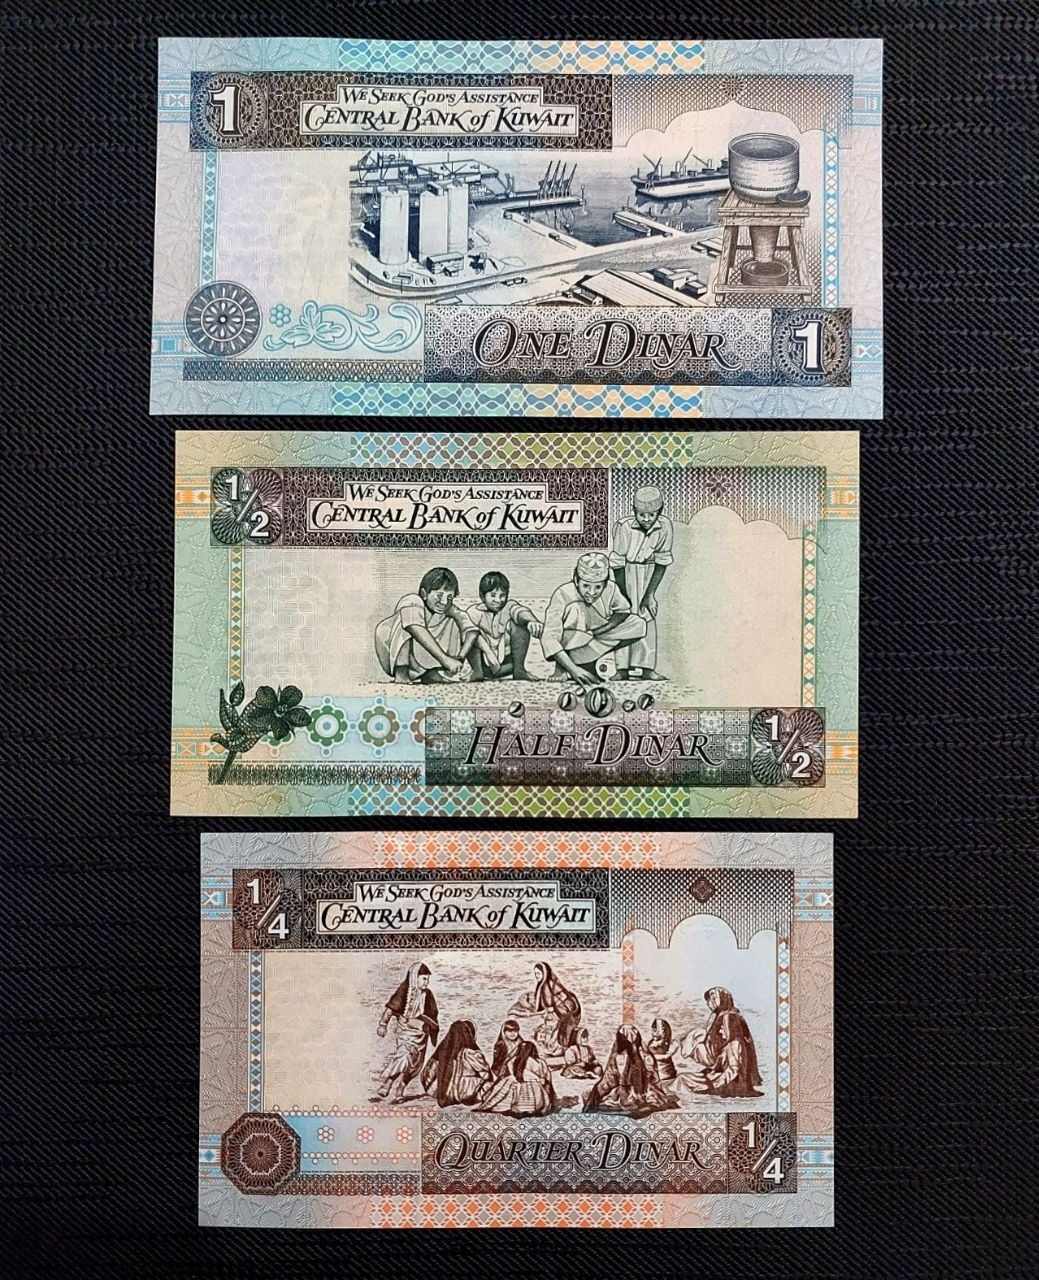 1
We Seek God's Assistance
Central Bank of Kuwait
One Dinar
1
1/2
We Seek God's Assistance
Central Bank of Kuwait
Half Dinar
1/2
1/4
We Seek God's Assistance
Central Bank of Kuwait
Quarter Dinar
1/4